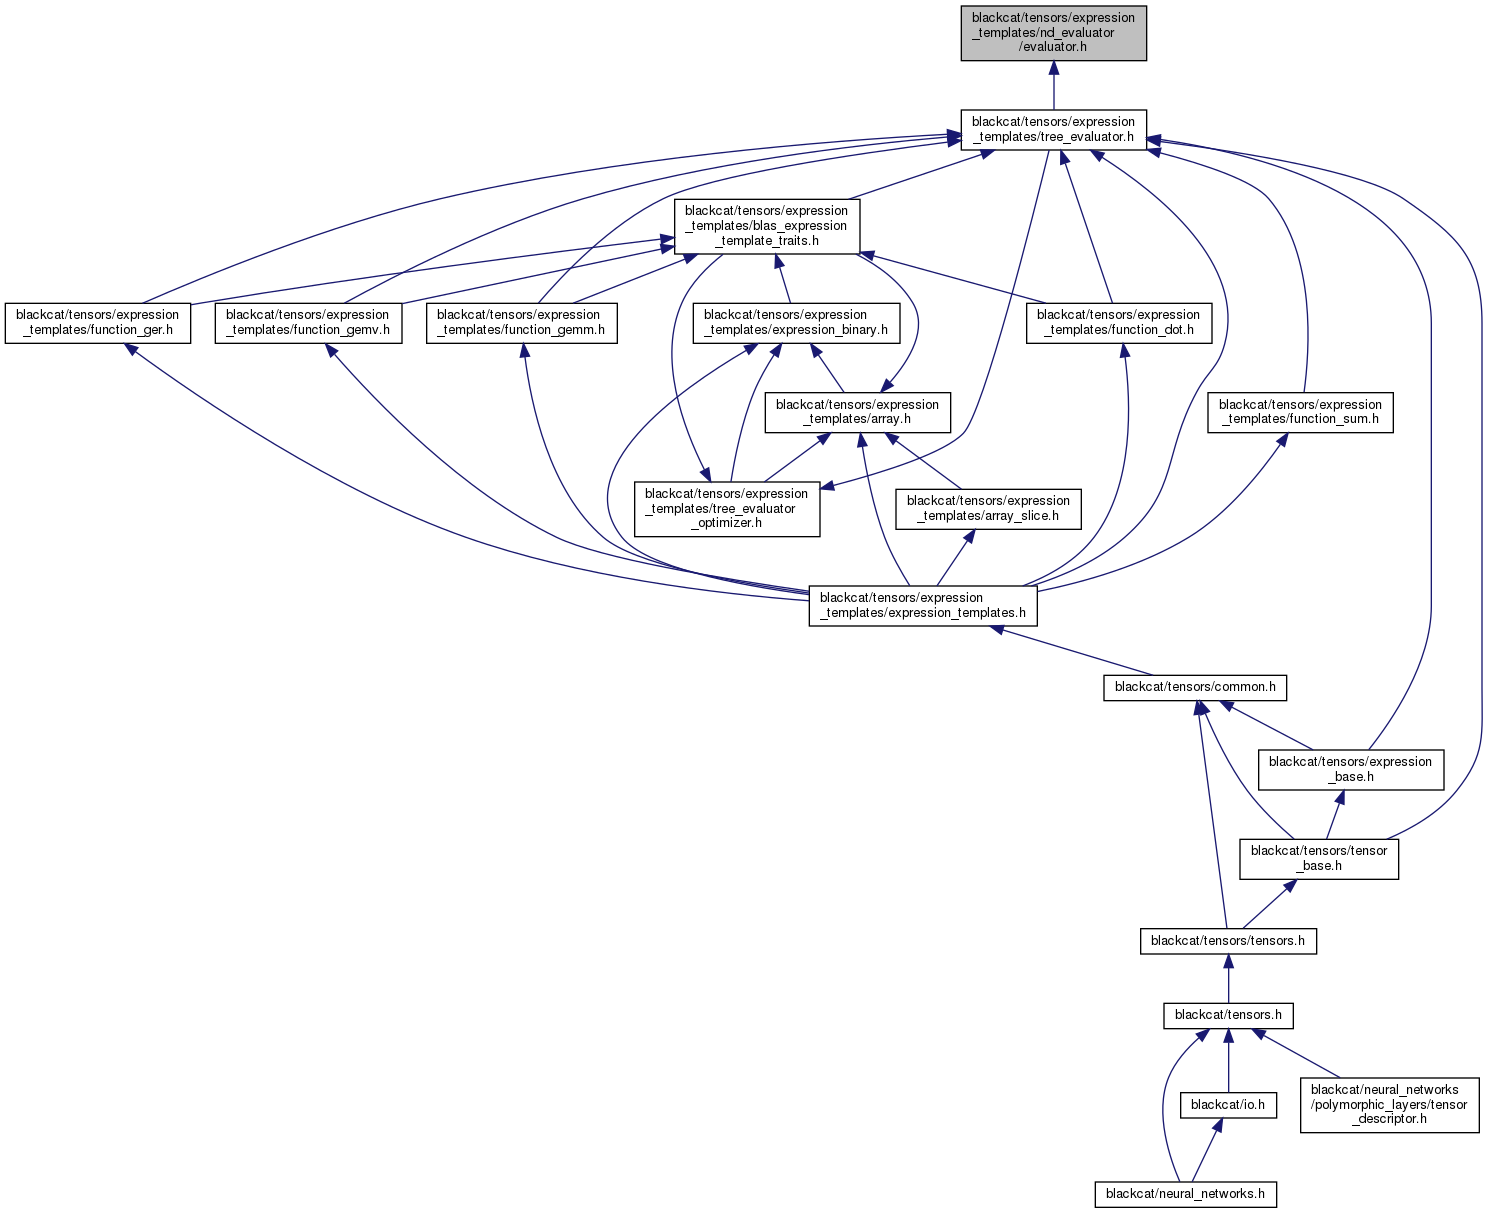 blackcat/tensors/expression
_templates/nd_evaluator
/evaluator.h
blackcat/tensors/expression
_templates/tree_evaluator.h
blackcat/tensors/expression
_templates/blas_expression
_template_traits.h
blackcat/tensors/expression
_templates/function_ger.h
blackcat/tensors/expression
_templates/function_gemv.h
blackcat/tensors/expression
_templates/function_gemm.h
blackcat/tensors/expression
_templates/expression_binary.h
blackcat/tensors/expression
_templates/function_dot.h
blackcat/tensors/expression
_templates/array.h
blackcat/tensors/expression
_templates/function_sum.h
blackcat/tensors/expression
_templates/tree_evaluator
_optimizer.h
blackcat/tensors/expression
_templates/array_slice.h
blackcat/tensors/expression
_templates/expression_templates.h
blackcat/tensors/common.h
blackcat/tensors/expression
_base.h
blackcat/tensors/tensor
_base.h
blackcat/tensors/tensors.h
blackcat/tensors.h
blackcat/io.h
blackcat/neural_networks
/polymorphic_layers/tensor
_descriptor.h
blackcat/neural_networks.h